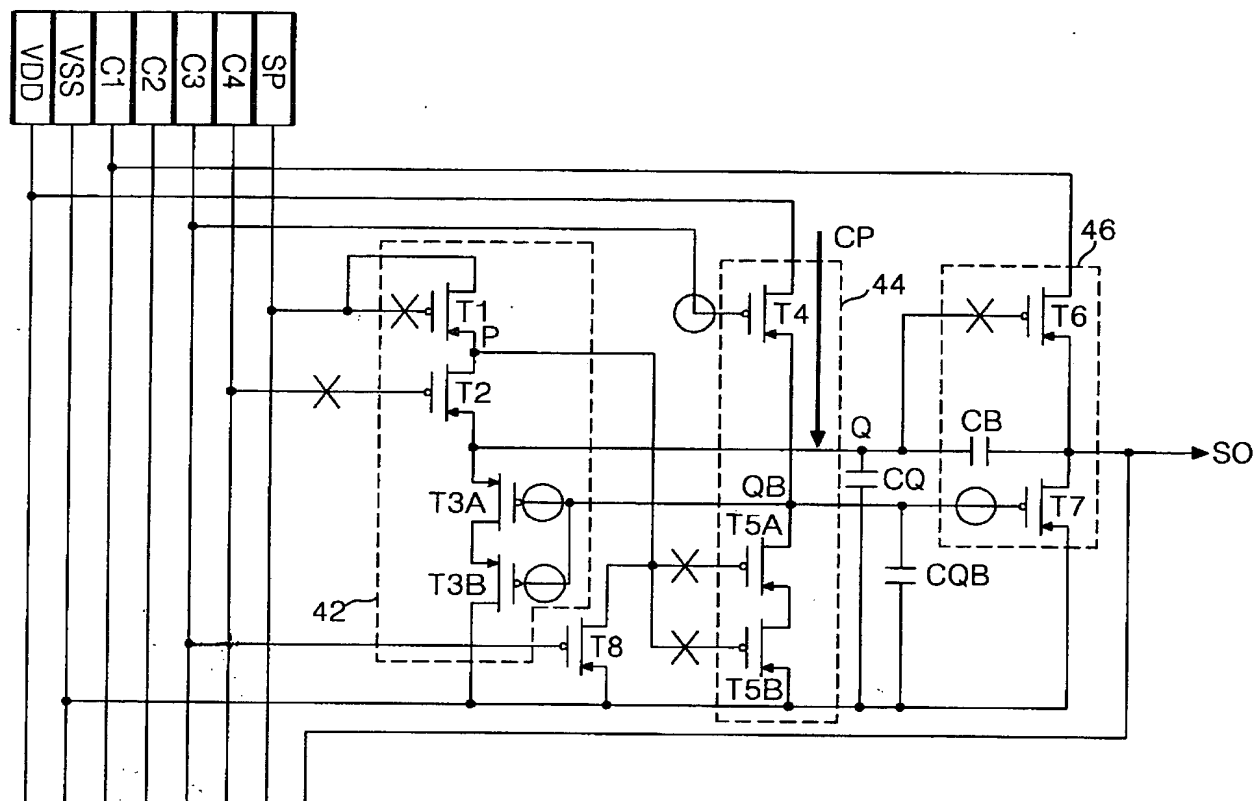 VDD
VSS
C1
C2
C3
C4
SP
CP
46
44
T1
T4
T6
P
T2
Q
CB
SO
CQ
QB
T3A
T7
T5A
T3B
CQB
42
T8
T5B